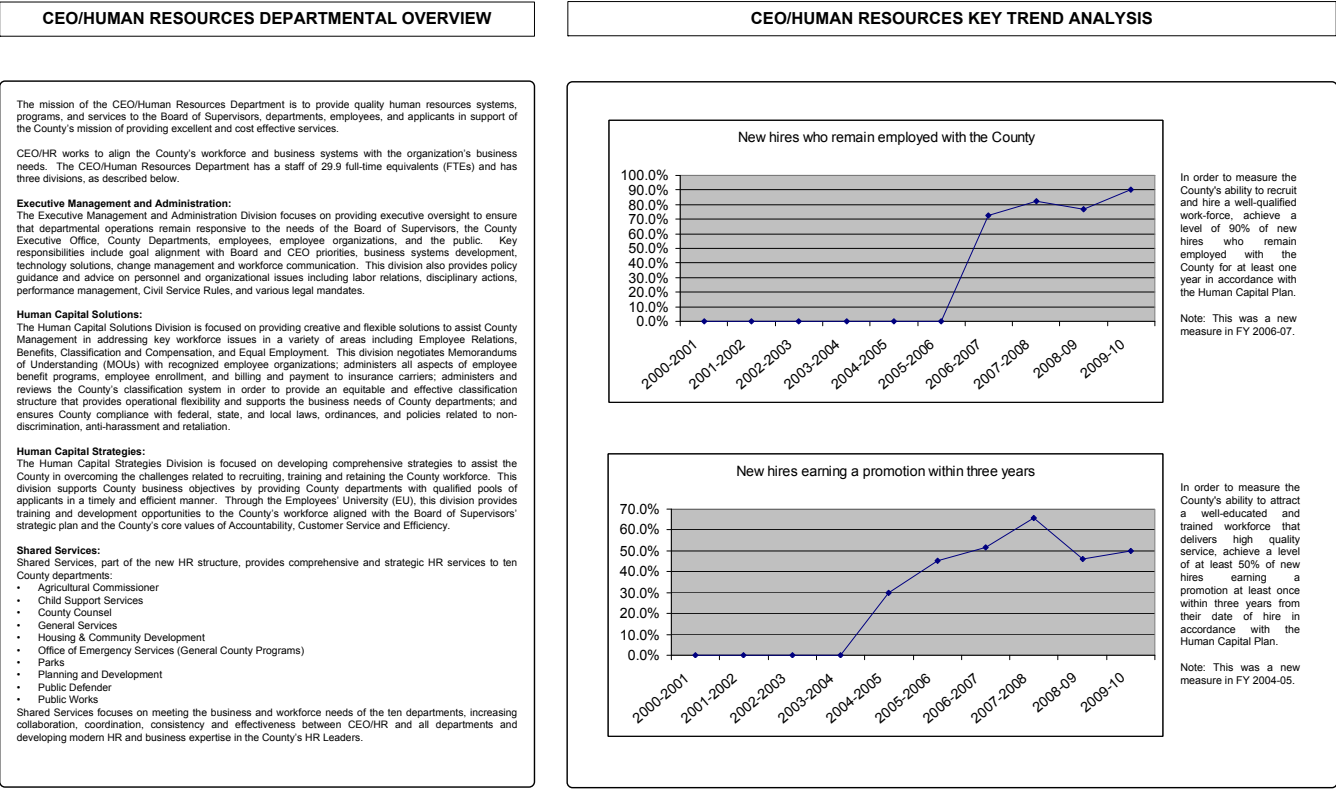 CEO/HUMAN RESOURCES DEPARTMENTAL OVERVIEW
The mission of the CEO/Human Resources Department is to provide quality human resources systems,
programs, and services to the Board of Supervisors, departments, employees, and applicants in support of
the County's mission of providing excellent and cost effective services.
CEO/HR works to align the County's workforce and business systems with the organization's business
needs. The CEO/Human Resources Department has a staff of 29.9 full-time equivalents (FTEs) and has
three divisions, as described below.
Executive Management and Administration:
The Executive Management and Administration Division focuses on providing executive oversight to ensure
that departmental operations remain responsive to the needs of the Board of Supervisors, the County
Executive Office, County Departments, employees, employee organizations, and the public. Key
responsibilities include goal alignment with Board and CEO priorities, business systems development,
technology solutions, change management and workforce communication. This division also provides policy
guidance and advice on personnel and organizational issues including labor relations, disciplinary actions,
performance management, Civil Service Rules, and various legal mandates.
Human Capital Solutions:
The Human Capital Solutions Division is focused on providing creative and flexible solutions to assist County
Management in addressing key workforce issues in a variety of areas including Employee Relations,
Benefits, Classification and Compensation, and Equal Employment. This division negotiates Memorandums
of Understanding (MOUs) with recognized employee organizations; administers all aspects of employee
benefit programs, employee enrollment, and billing and payment to insurance carriers; administers and
reviews the County's classification system in order to provide an equitable and effective classification
structure that provides operational flexibility and supports the business needs of County departments; and
ensures County compliance with federal, state, and local laws, ordinances, and policies related to non-
discrimination, anti-harassment and retaliation.
Human Capital Strategies:
The Human Capital Strategies Division is focused on developing comprehensive strategies to assist the
County in overcoming the challenges related to recruiting, training and retaining the County workforce. This
division supports County business objectives by providing County departments with qualified pools of
applicants in a timely and efficient manner. Through the Employees' University (EU), this division provides
training and development opportunities to the County's workforce aligned with the Board of Supervisors'
strategic plan and the County's core values of Accountability, Customer Service and Efficiency.
Shared Services:
Shared Services, part of the new HR structure, provides comprehensive and strategic HR services to ten
County departments:
• Agricultural Commissioner
• Child Support Services
• County Counsel
• General Services
• Housing & Community Development
• Office of Emergency Services (General County Programs)
• Parks
• Planning and Development
• Public Defender
• Public Works
Shared Services focuses on meeting the business and workforce needs of the ten departments, increasing
collaboration, coordination, consistency and effectiveness between CEO/HR and all departments and
developing modern HR and business expertise in the County's HR Leaders.
CEO/HUMAN RESOURCES KEY TREND ANALYSIS
New hires who remain employed with the County
100.0%
90.0%
80.0%
70.0%
60.0%
50.0%
40.0%
30.0%
20.0%
10.0%
0.0%
2000-2001
2001-2002
2002-2003
2003-2004
2004-2005
2005-2006
2006-2007
2007-2008
2008-09
2009-10
In order to measure the
County's ability to recruit
and hire a well-qualified
work-force, achieve a
level of 90% of new
hires who remain
employed with the
County for at least one
year in accordance with
the Human Capital Plan.
Note: This was a new
measure in FY 2006-07.
New hires earning a promotion within three years
70.0%
60.0%
50.0%
40.0%
30.0%
20.0%
10.0%
0.0%
2000-2001
2001-2002
2002-2003
2003-2004
2004-2005
2005-2006
2006-2007
2007-2008
2008-09
2009-10
In order to measure the
County's ability to attract
a well-educated and
trained workforce that
delivers high quality
service, achieve a level
of at least 50% of new
hires earning a
promotion at least once
within three years from
their date of hire in
accordance with the
Human Capital Plan.
Note: This was a new
measure in FY 2004-05.